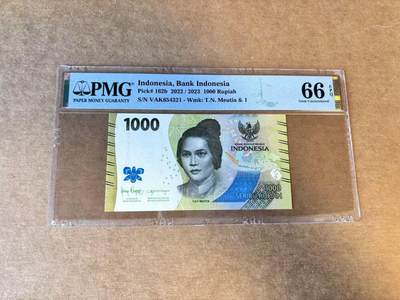 PMG
PAPER MONEY GUARANTY
Indonesia, Bank Indonesia
Pick# 162b 2022 / 2023 1000 Rupiah
S/N VAK654321 - Wmk: T.N. Meutia & 1
66 EPQ
Gem Uncirculated
1000
INDONESIA
1000